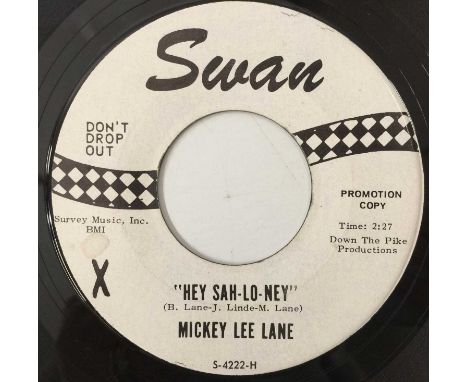 Swan
DON'T
DROP
OUT
PROMOTION
COPY
Survey Music, Inc.
BMI
Time: 2:27
Down The Pike
Productions
X
"HEY SAH-LO-NEY"
(B. Lane-J. Linde-M. Lane)
MICKEY LEE LANE
S-4222-H